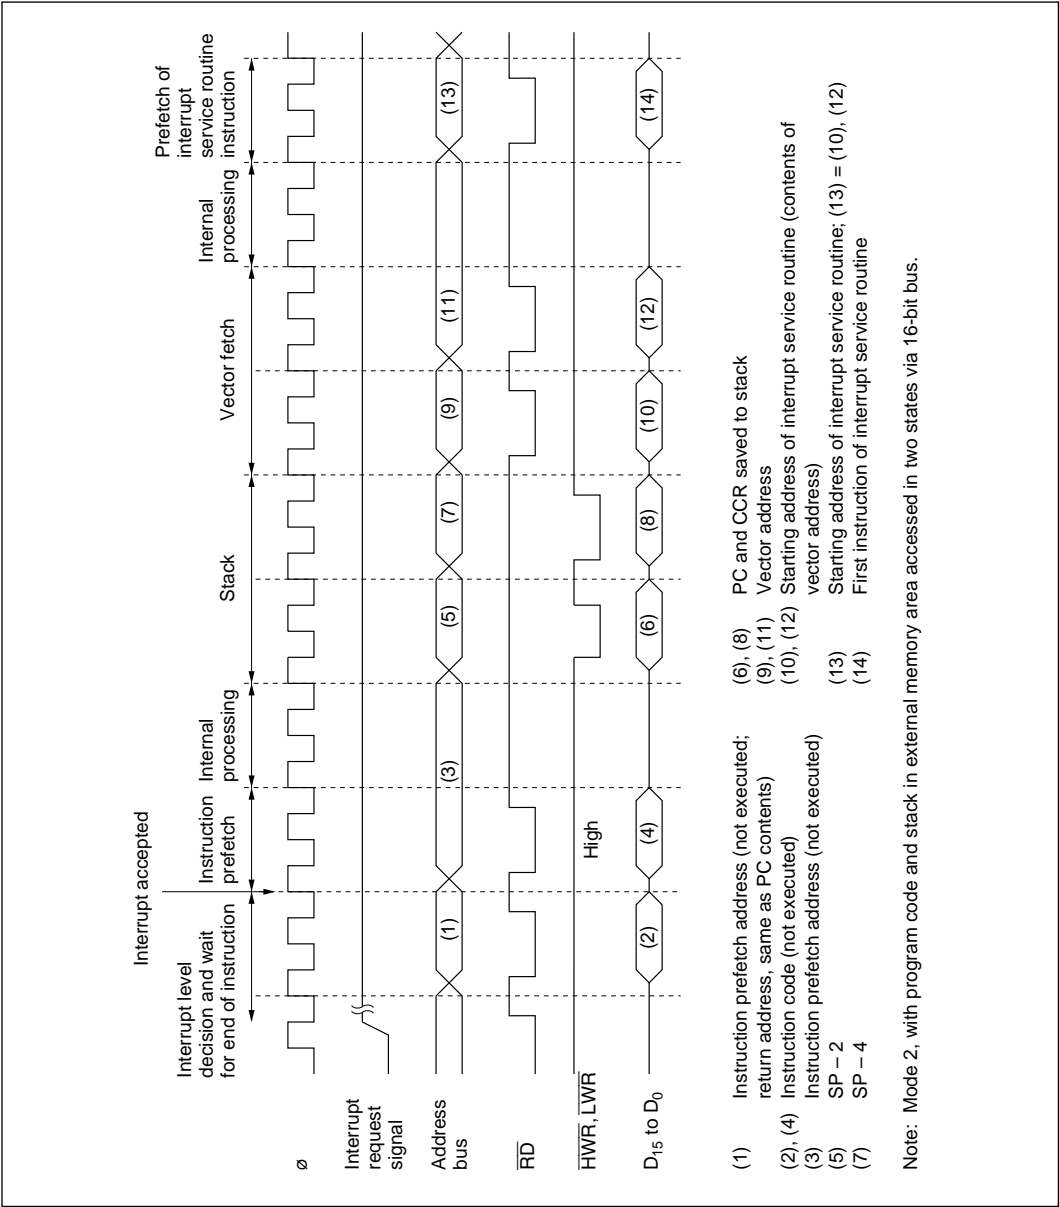 Interrupt accepted
Interrupt level
decision and wait
for end of instruction
Instruction
prefetch
Internal
processing
Stack
Vector fetch
Internal
processing
Prefetch of
interrupt
service routine
instruction
ø
Interrupt
request
signal
Address
bus
(1)
(3)
(5)
(7)
(9)
(11)
(13)
RD
HWR, LWR
High
D15 to D0
(2)
(4)
(6)
(8)
(10)
(12)
(14)
(1) Instruction prefetch address (not executed;
return address, same as PC contents)
(2), (4) Instruction code (not executed)
(3) Instruction prefetch address (not executed)
(5) SP – 2
(7) SP – 4
(6), (8) PC and CCR saved to stack
(9), (11) Vector address
(10), (12) Starting address of interrupt service routine (contents of
vector address)
(13) Starting address of interrupt service routine; (13) = (10), (12)
(14) First instruction of interrupt service routine
Note: Mode 2, with program code and stack in external memory area accessed in two states via 16-bit bus.